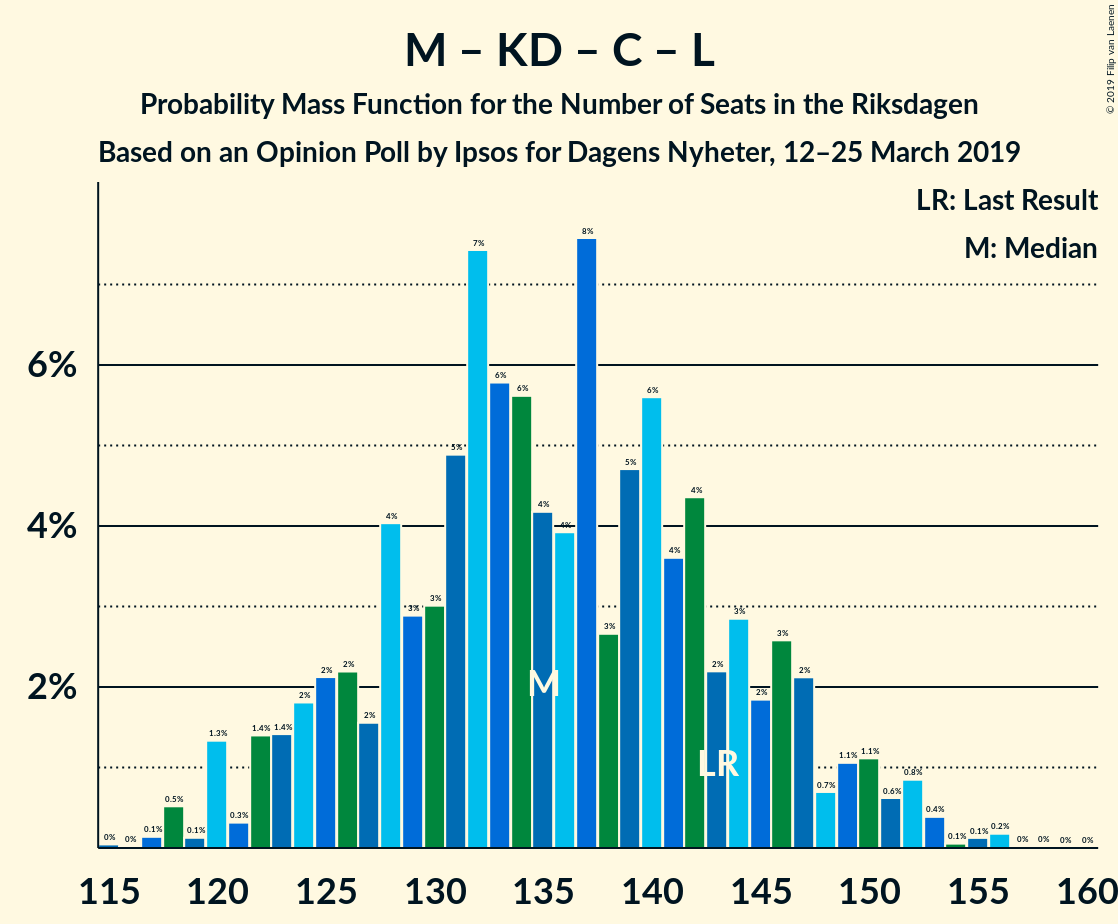 M – KD – C – L
Probability Mass Function for the Number of Seats in the Riksdagen
Based on an Opinion Poll by Ipsos for Dagens Nyheter, 12–25 March 2019
© 2019 Filip van Laenen
LR: Last Result
M: Median
6%
4%
2%
0% 0% 0.1% 0.5% 0.1% 1.3% 0.3% 1.4% 1.4% 2% 2% 2% 2% 4% 3% 3% 5% 7% 6% 6% 4% 4% 8% 3% 5% 6% 4% 4% 2% 3% 2% 3% 2% 0.7% 1.1% 1.1% 0.6% 0.8% 0.4% 0.1% 0.1% 0.2% 0% 0% 0% 0%
M
LR
115 120 125 130 135 140 145 150 155 160